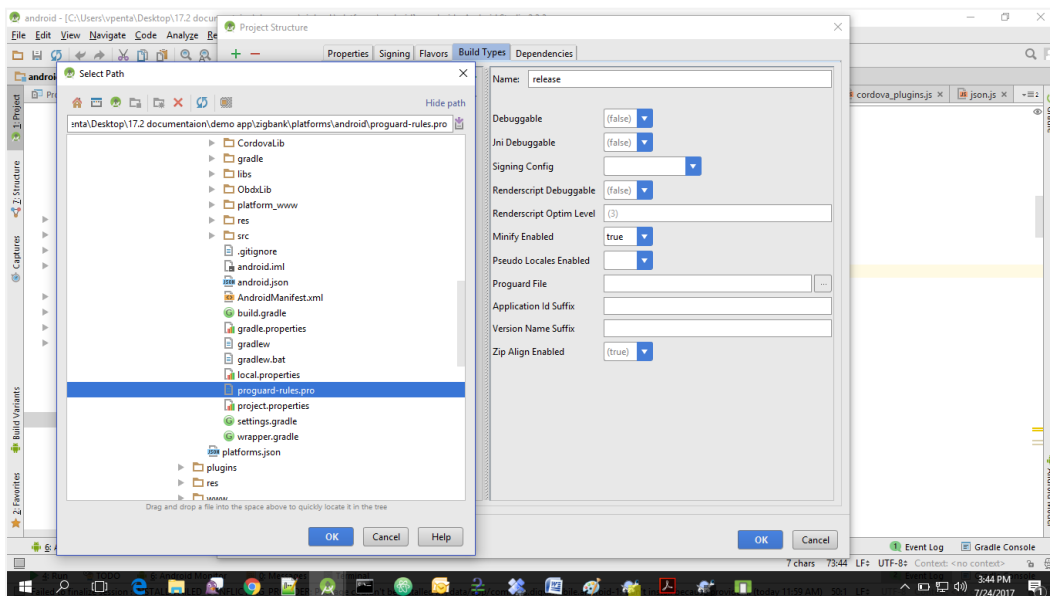 android - [C:\Users\vpenta\Desktop\17.2 docum
File Edit View Navigate Code Analyze Re
Project Structure
Properties Signing Flavors Build Types Dependencies
Select Path
Hide path
Name: release
cordova_plugins.js json.js
:nta\Desktop\17.2 documentaion\demo app\zigbank\platforms\android\proguard-rules.pro
CordovaLib
gradle
libs
ObdxLib
platform_www
res
src
.gitignore
android.iml
android.json
AndroidManifest.xml
build.gradle
gradle.properties
gradlew
gradlew.bat
local.properties
proguard-rules.pro
project.properties
settings.gradle
wrapper.gradle
platforms.json
plugins
res
www
Drag and drop a file into the space above to quickly locate it in the tree
OK Cancel Help
Debuggable (false)
Jni Debuggable (false)
Signing Config
Renderscript Debuggable (false)
Renderscript Optim Level (3)
Minify Enabled true
Pseudo Locales Enabled
Proguard File ...
Application Id Suffix
Version Name Suffix
Zip Align Enabled (true)
OK Cancel
1: Project
7: Structure
Captures
Build Variants
2: Favorites
1 Event Log Gradle Console
7 chars 73:44 LF÷ UTF-8÷ Context: <no context>
3:44 PM
7/24/2017